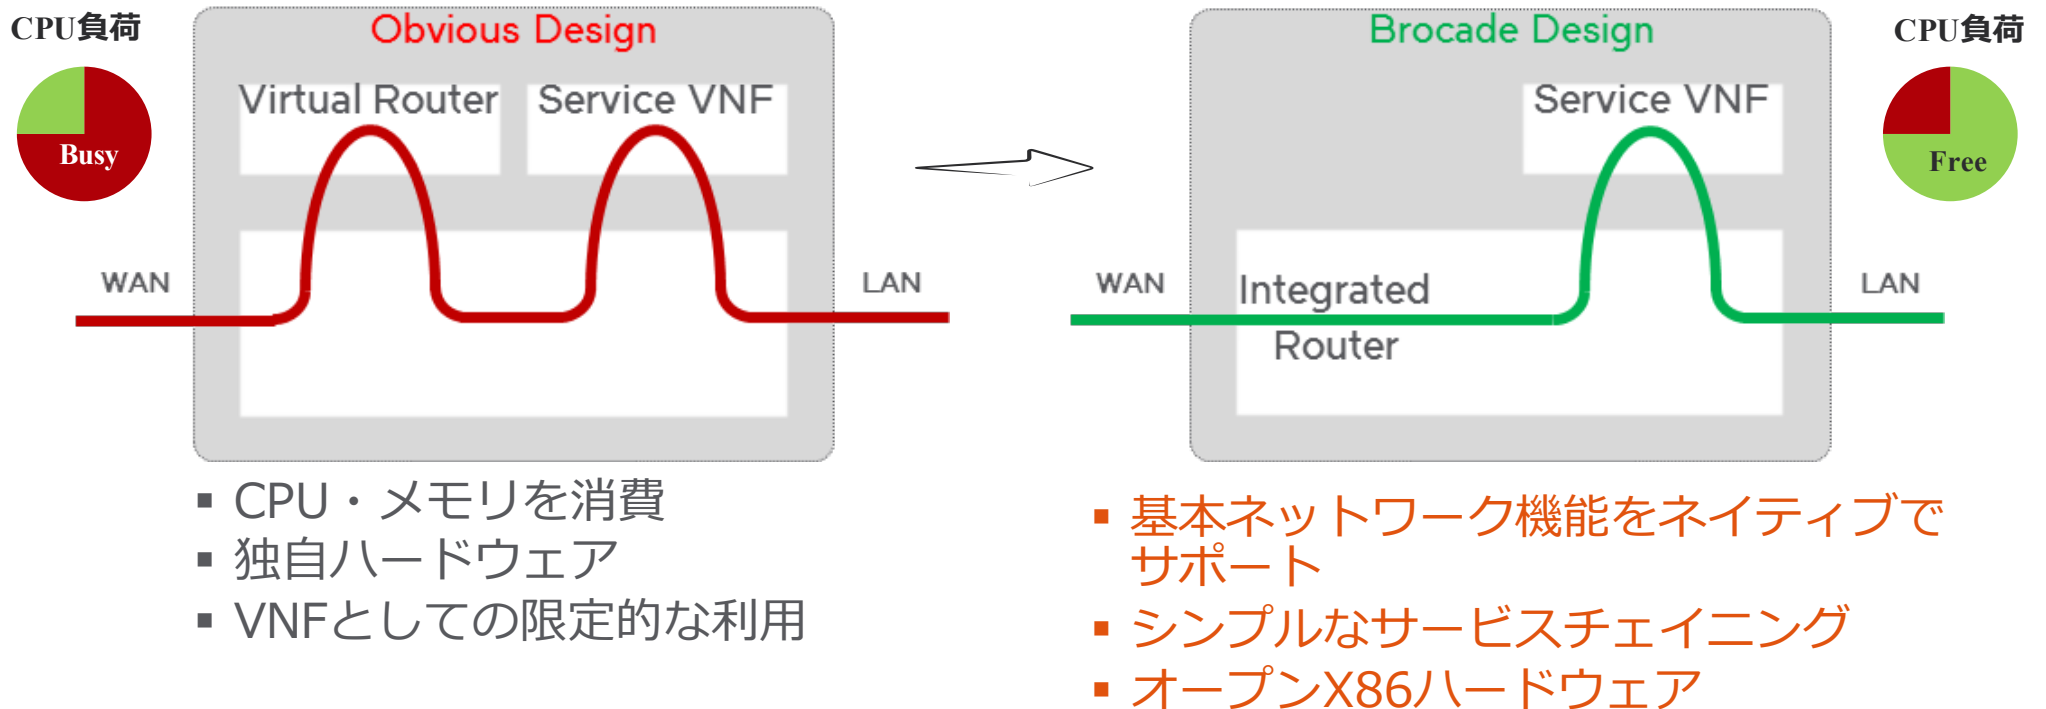 CPU負荷
Busy
Obvious Design
Virtual Router
Service VNF
WAN
LAN
▪ CPU・メモリを消費
▪ 独自ハードウェア
▪ VNFとしての限定的な利用
Brocade Design
CPU負荷
Free
Service VNF
WAN
Integrated
Router
LAN
▪ 基本ネットワーク機能をネイティブで
サポート
▪ シンプルなサービスチェイニング
▪ オープンX86ハードウェア